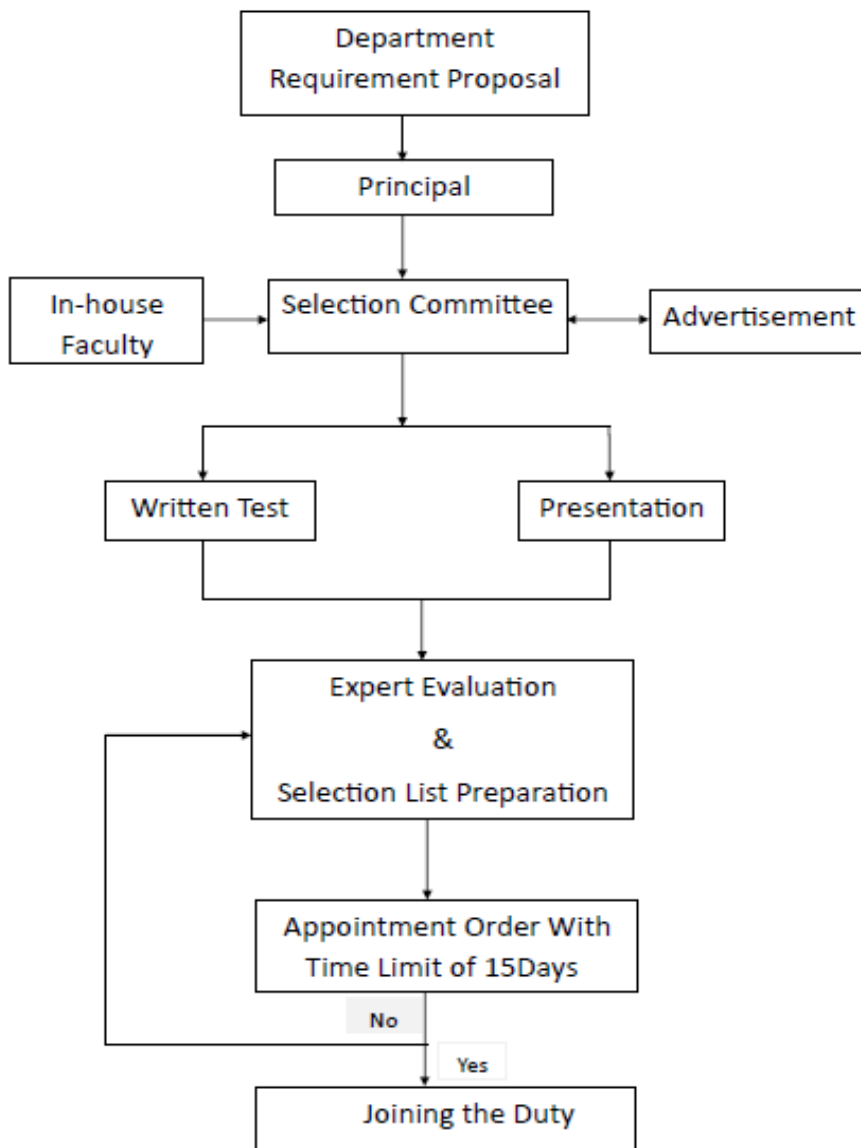 Department
Requirement Proposal
Principal
In-house
Faculty
Selection Committee
Advertisement
Written Test
Presentation
Expert Evaluation
&
Selection List Preparation
Appointment Order With
Time Limit of 15Days
No
Yes
Joining the Duty